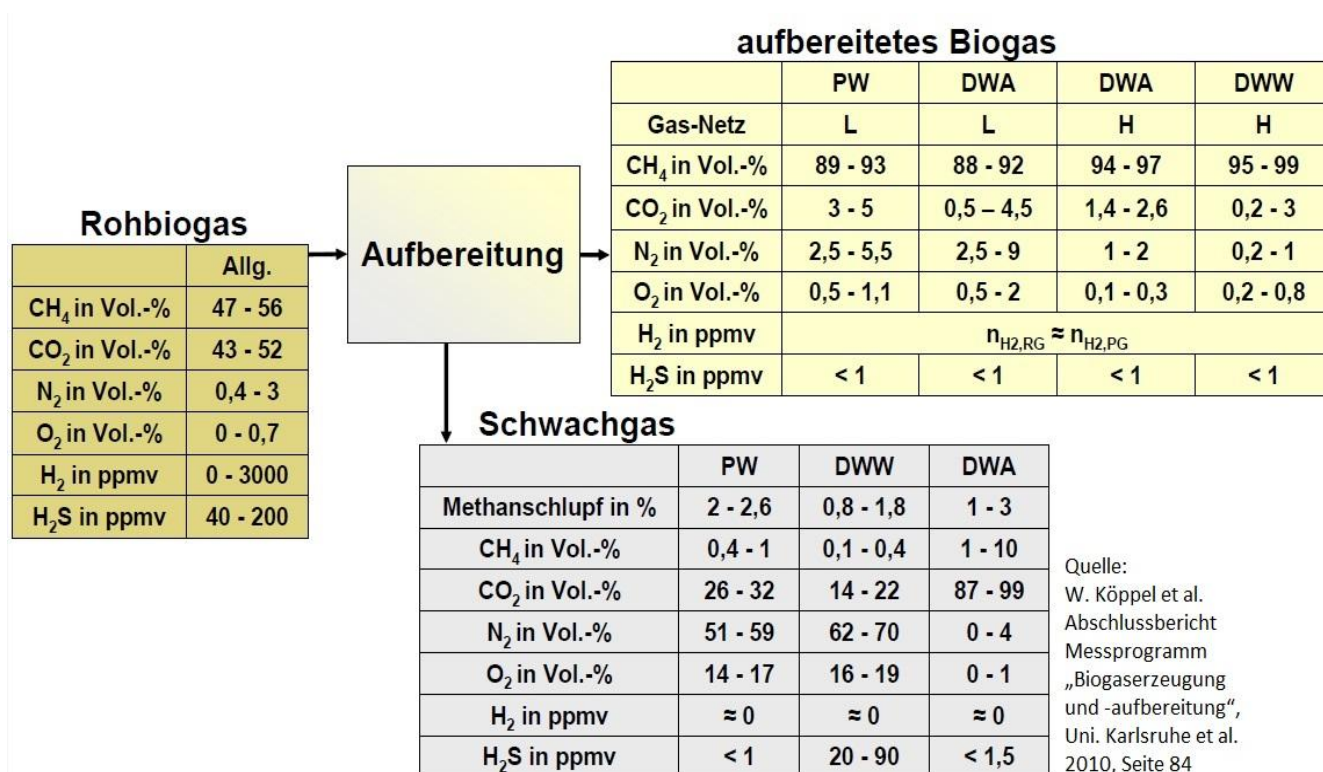 aufbereitetes Biogas
PW DWA DWA DWW
Gas-Netz L L H H
CH₄ in Vol.-% 89 - 93 88 - 92 94 - 97 95 - 99
CO₂ in Vol.-% 3 - 5 0,5 – 4,5 1,4 - 2,6 0,2 - 3
N₂ in Vol.-% 2,5 - 5,5 2,5 - 9 1 - 2 0,2 - 1
O₂ in Vol.-% 0,5 - 1,1 0,5 - 2 0,1 - 0,3 0,2 - 0,8
H₂ in ppmv n_H2,RG ≈ n_H2,PG
H₂S in ppmv < 1 < 1 < 1 < 1
Rohbiogas
Allg.
CH₄ in Vol.-% 47 - 56
CO₂ in Vol.-% 43 - 52
N₂ in Vol.-% 0,4 - 3
O₂ in Vol.-% 0 - 0,7
H₂ in ppmv 0 - 3000
H₂S in ppmv 40 - 200
Aufbereitung
Schwachgas
PW DWW DWA
Methanschlupf in % 2 - 2,6 0,8 - 1,8 1 - 3
CH₄ in Vol.-% 0,4 - 1 0,1 - 0,4 1 - 10
CO₂ in Vol.-% 26 - 32 14 - 22 87 - 99
N₂ in Vol.-% 51 - 59 62 - 70 0 - 4
O₂ in Vol.-% 14 - 17 16 - 19 0 - 1
H₂ in ppmv ≈ 0 ≈ 0 ≈ 0
H₂S in ppmv < 1 20 - 90 < 1,5
Quelle:
W. Köppel et al.
Abschlussbericht
Messprogramm
„Biogaserzeugung
und -aufbereitung“,
Uni. Karlsruhe et al.
2010, Seite 84